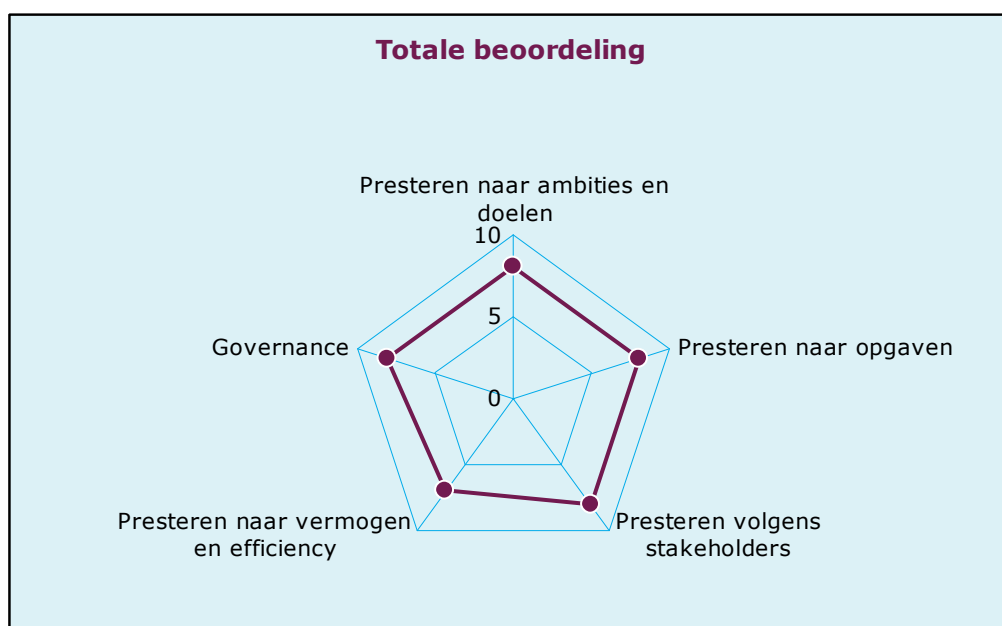 Totale beoordeling
Presteren naar ambities en
doelen
10
5
0
Governance
Presteren naar opgaven
Presteren naar vermogen
en efficiency
Presteren volgens
stakeholders